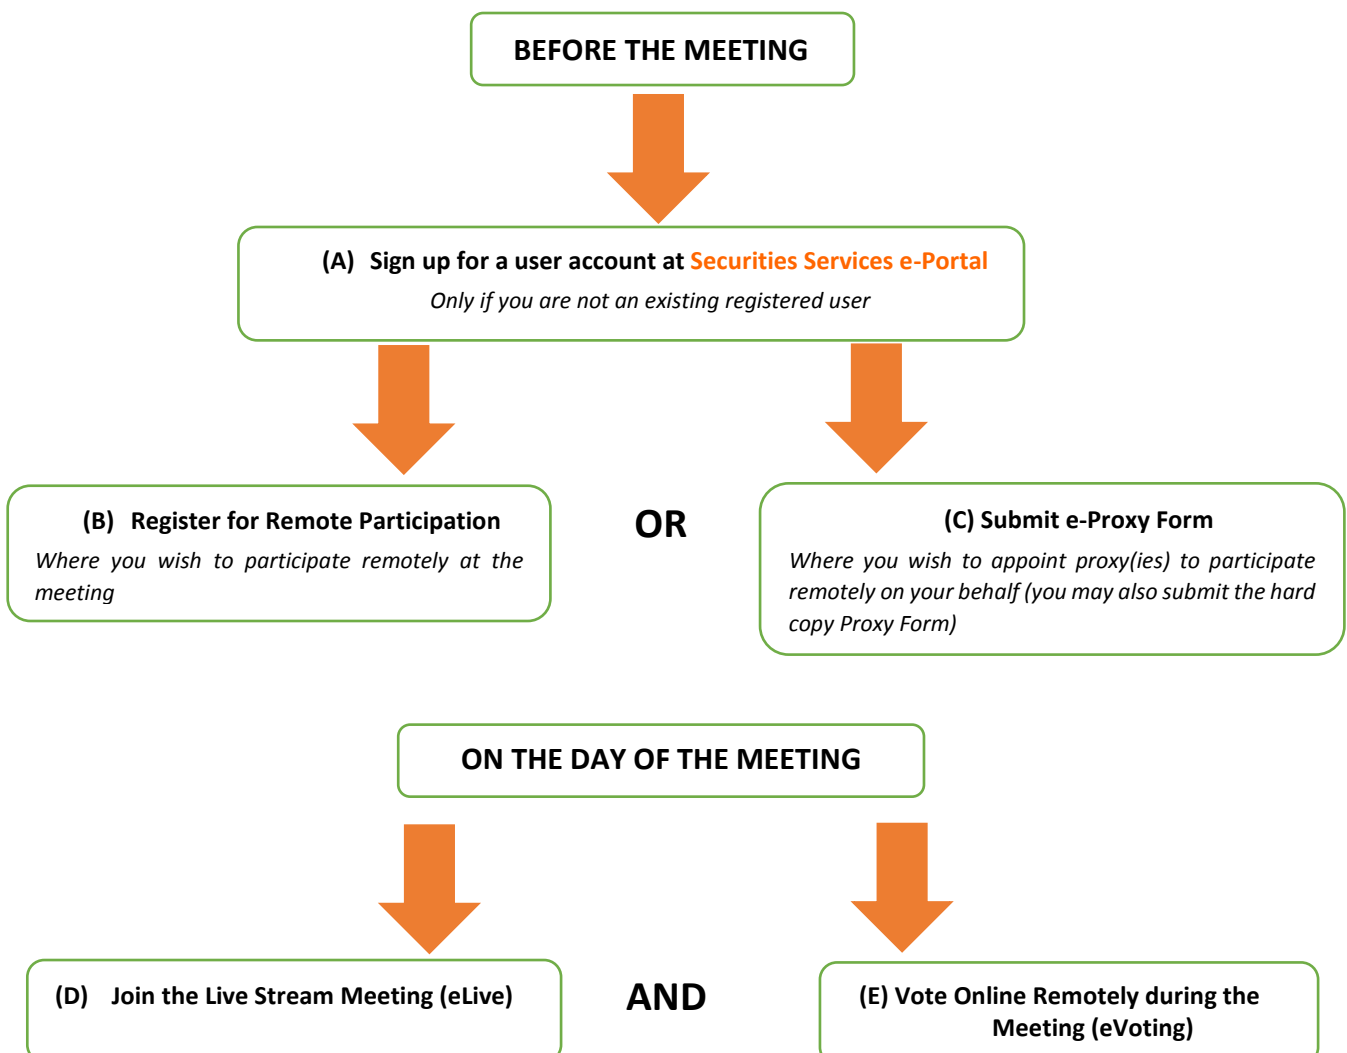 BEFORE THE MEETING
(A) Sign up for a user account at Securities Services e-Portal
Only if you are not an existing registered user
(B) Register for Remote Participation
Where you wish to participate remotely at the
meeting
OR
(C) Submit e-Proxy Form
Where you wish to appoint proxy(ies) to participate
remotely on your behalf (you may also submit the hard
copy Proxy Form)
ON THE DAY OF THE MEETING
(D) Join the Live Stream Meeting (eLive)
AND
(E) Vote Online Remotely during the
Meeting (eVoting)